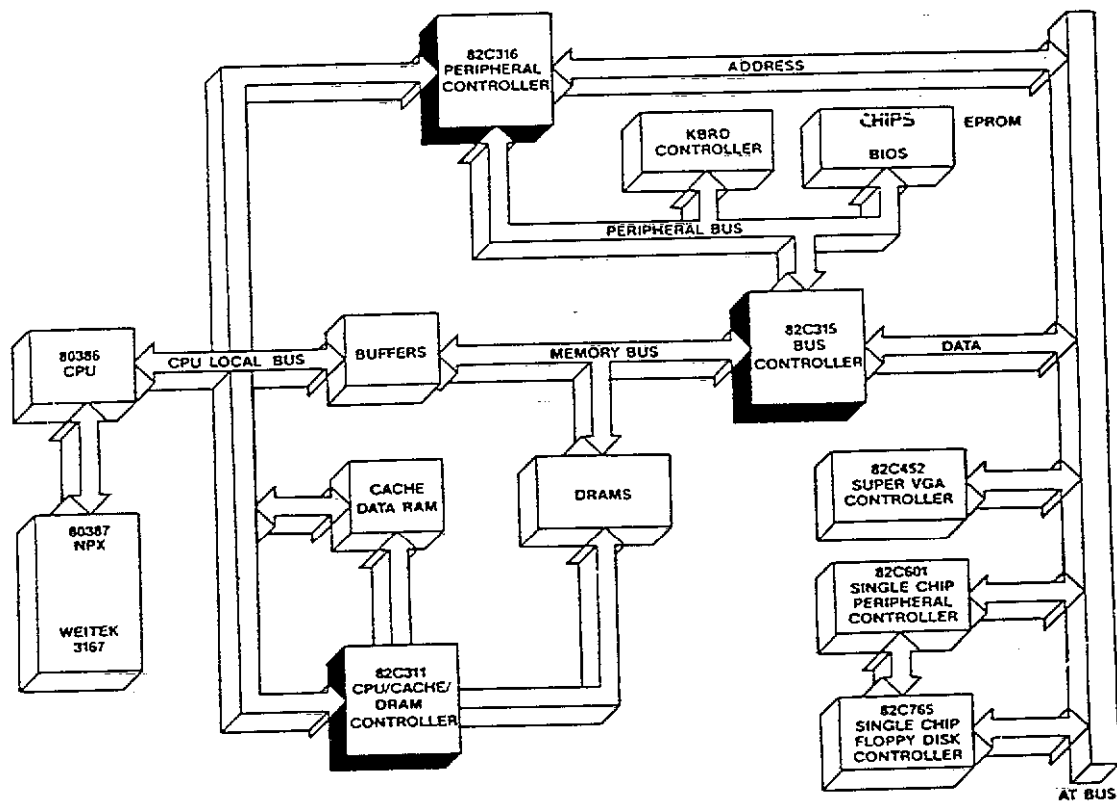 82C316
PERIPHERAL
CONTROLLER
ADDRESS
KBRD
CONTROLLER
CHIPS
BIOS
EPROM
PERIPHERAL BUS
80386
CPU
CPU LOCAL BUS
BUFFERS
MEMORY BUS
82C315
BUS
CONTROLLER
DATA
CACHE
DATA RAM
DRAMS
82C452
SUPER VGA
CONTROLLER
80387
NPX
WEITEK
3167
82C601
SINGLE CHIP
PERIPHERAL
CONTROLLER
82C311
CPU/CACHE/
DRAM
CONTROLLER
82C765
SINGLE CHIP
FLOPPY DISK
CONTROLLER
AT BUS